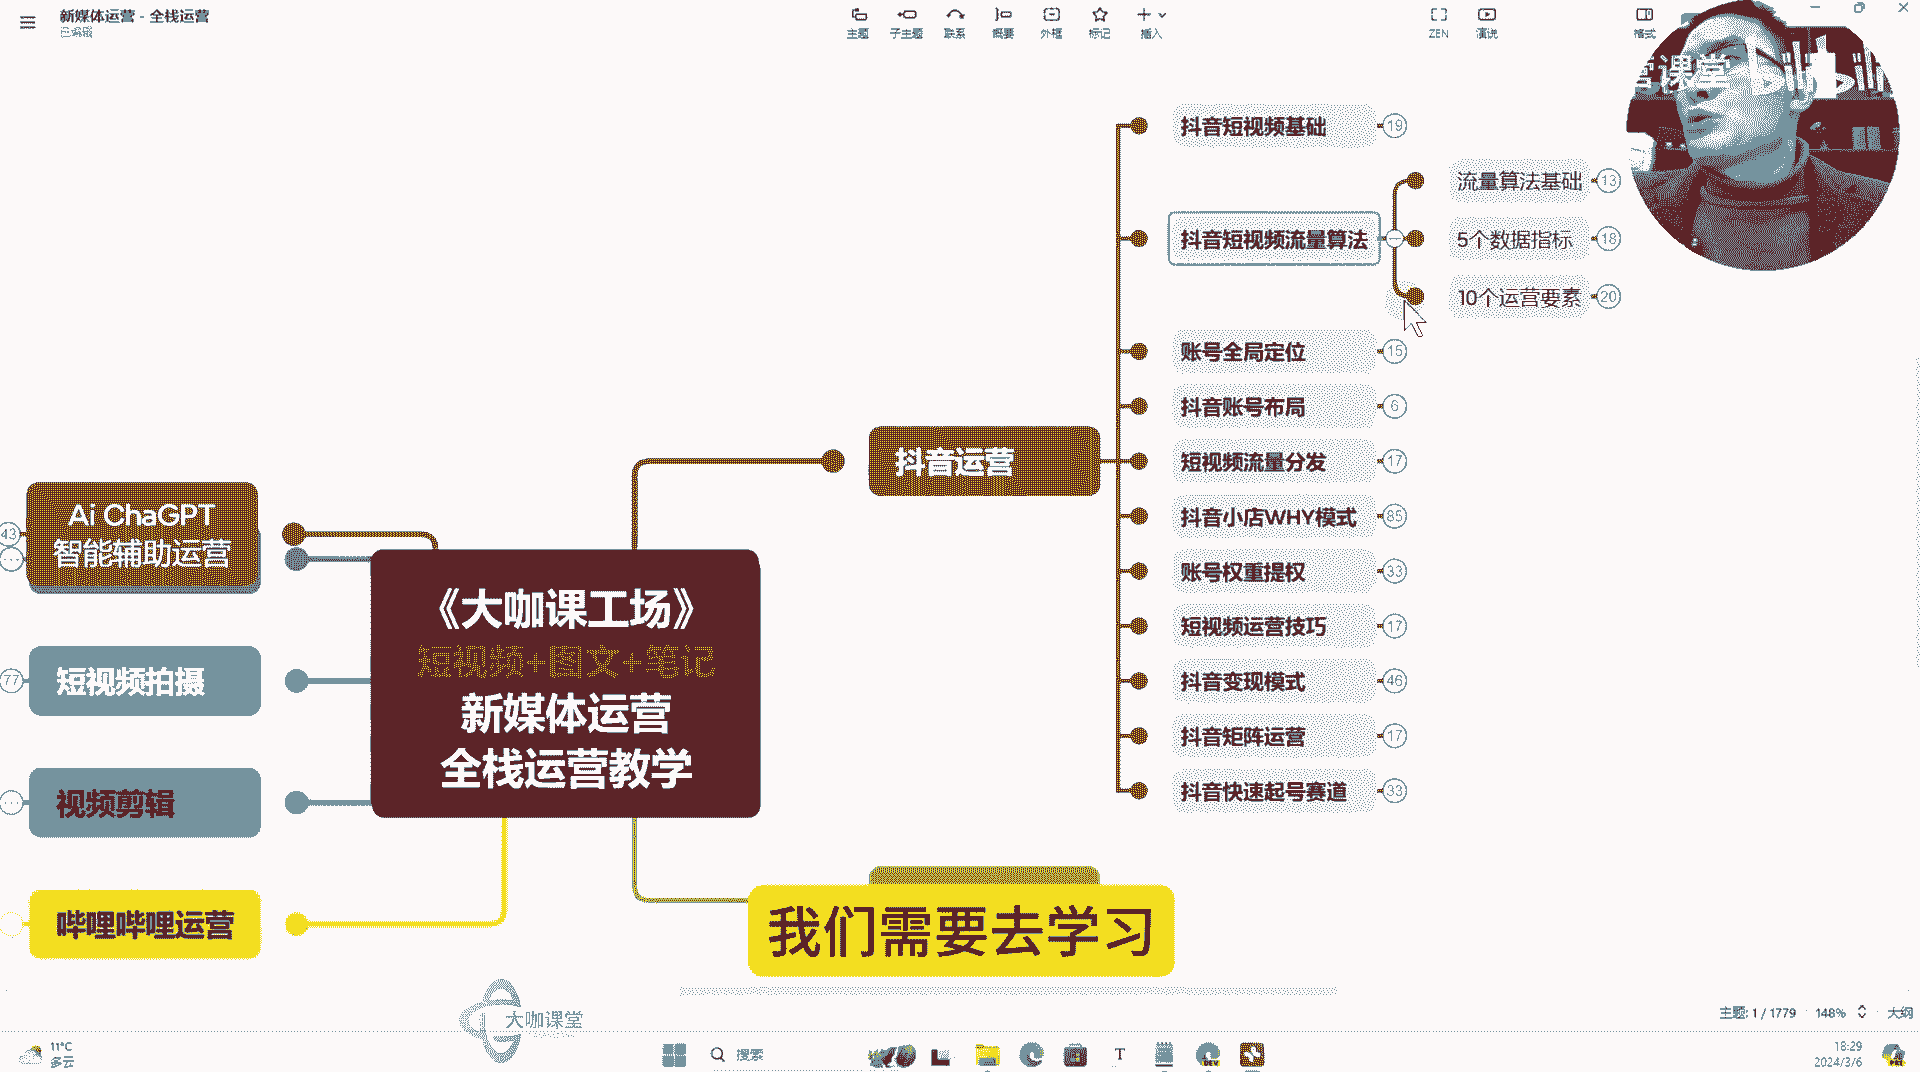 新媒体运营 - 全栈运营
已编辑
主题
子主题
联系
概要
外框
标记
插入
ZEN
演说
格式
课堂
抖音短视频基础
19
抖音短视频流量算法
流量算法基础
13
5个数据指标
18
10个运营要素
20
账号全局定位
15
抖音账号布局
6
短视频流量分发
17
抖音小店WHY模式
85
账号权重提权
33
短视频运营技巧
17
抖音变现模式
46
抖音矩阵运营
17
抖音快速起号赛道
33
抖音运营
Ai ChaGPT
智能辅助运营
43
短视频拍摄
77
视频剪辑
哔哩哔哩运营
《大咖课工场》
短视频+图文+笔记
新媒体运营
全栈运营教学
我们需要去学习
大咖课堂
主题: 1 / 1779
148%
大纲
11°C
多云
搜索
18:29
2024/3/6